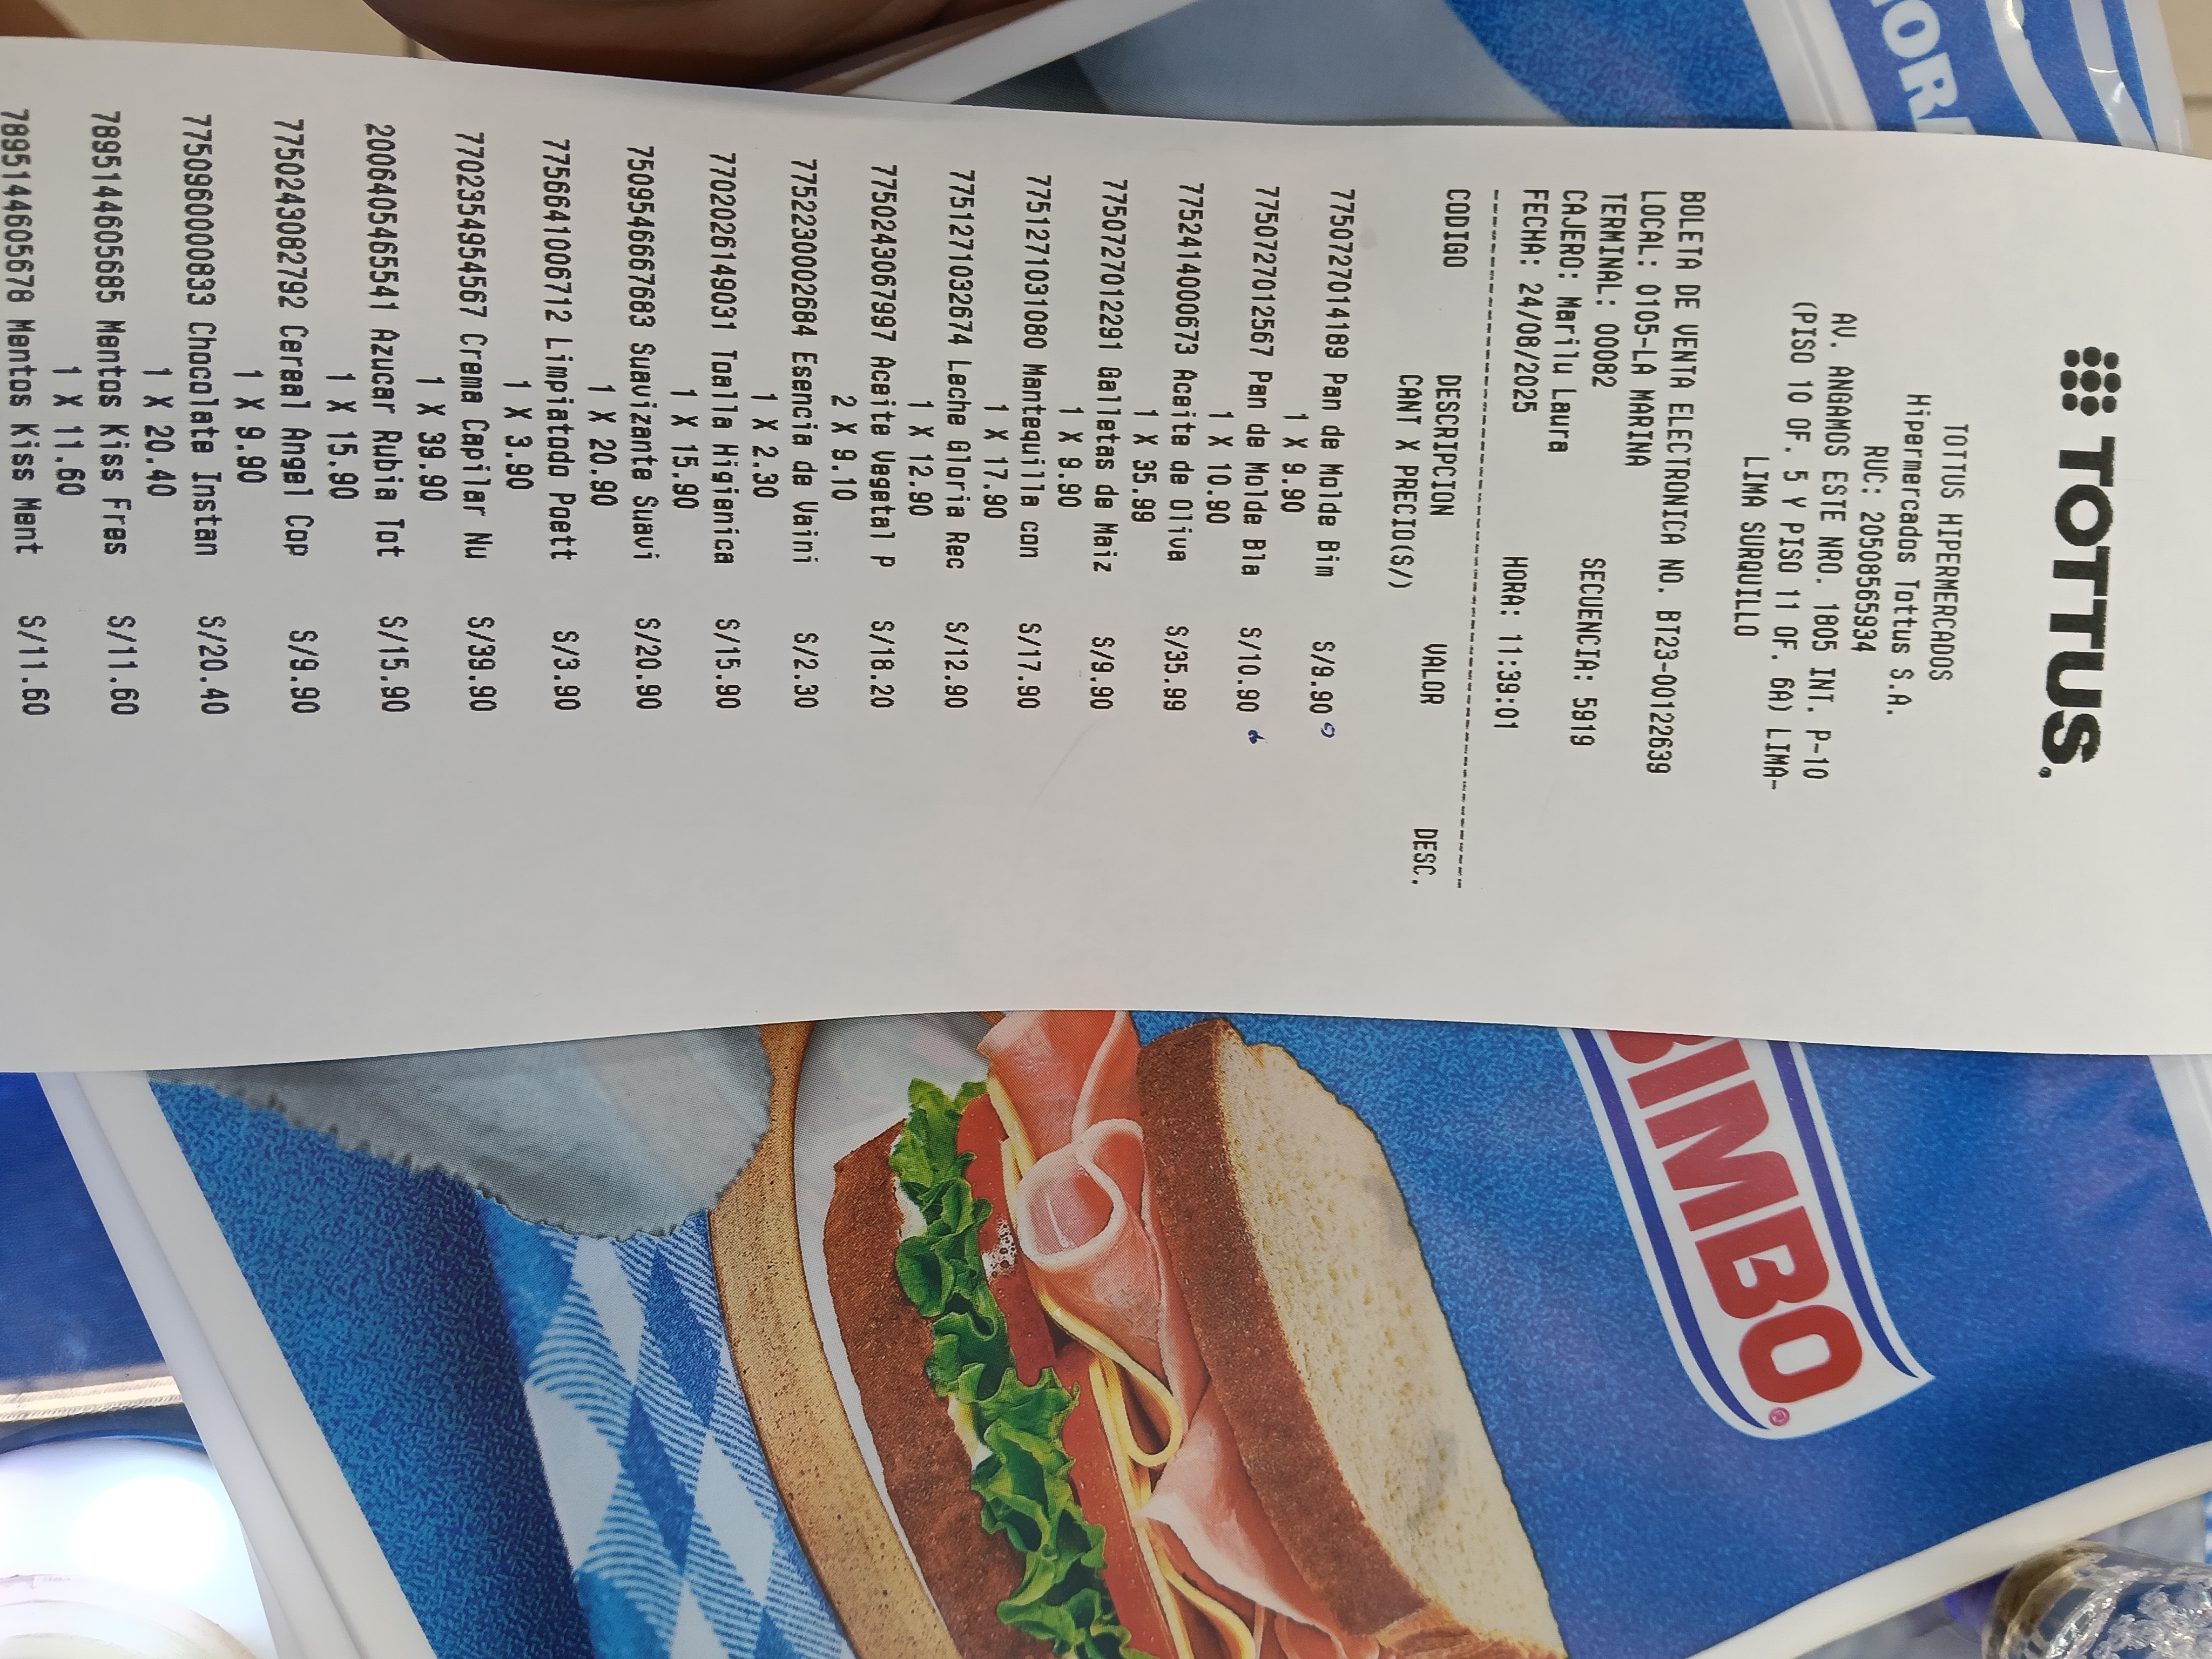 TOTTUS.
TOTTUS HIPERMERCADOS
Hipermercados Tottus S.A.
RUC: 20508565934
AV. ANGAMOS ESTE NRO. 1805 INT. P-10
(PISO 10 OF. 5 Y PISO 11 OF. 6A) LIMA-
LIMA SURQUILLO
BOLETA DE VENTA ELECTRONICA NO. BT23-00122639
LOCAL: 0105-LA MARINA
TERMINAL: 00082
CAJERO: Marilu Laura SECUENCIA: 5919
FECHA: 24/08/2025 HORA: 11:39:01
CODIGO DESCRIPCION VALOR DESC.
CANT X PRECIO(S/)
7750727014189 Pan de Molde Bim S/9.90
1 X 9.90
7750727012567 Pan de Molde Bla S/10.90
1 X 10.90
7752414000673 Aceite de Oliva S/35.99
1 X 35.99
7750727012291 Galletas de Maiz S/9.90
1 X 9.90
7751271031080 Mantequilla con S/17.90
1 X 17.90
7751271032674 Leche Gloria Rec S/12.90
1 X 12.90
7750243067997 Aceite Vegetal P S/18.20
2 X 9.10
7752230002684 Esencia de Vaini S/2.30
1 X 2.30
7702026149031 Toalla Higienica S/15.90
1 X 15.90
7509546667683 Suavizante Suavi S/20.90
1 X 20.90
7756641006712 Limpiatodo Poett S/3.90
1 X 3.90
7702354954567 Crema Capilar Nu S/39.90
1 X 39.90
2006405465541 Azucar Rubia Tot S/15.90
1 X 15.90
7750243082792 Cereal Angel Cop S/9.90
1 X 9.90
7750960000833 Chocolate Instan S/20.40
1 X 20.40
7895144605685 Mentos Kiss Fres S/11.60
1 X 11.60
7895144605678 Mentos Kiss Ment S/11.60
BIMBO®